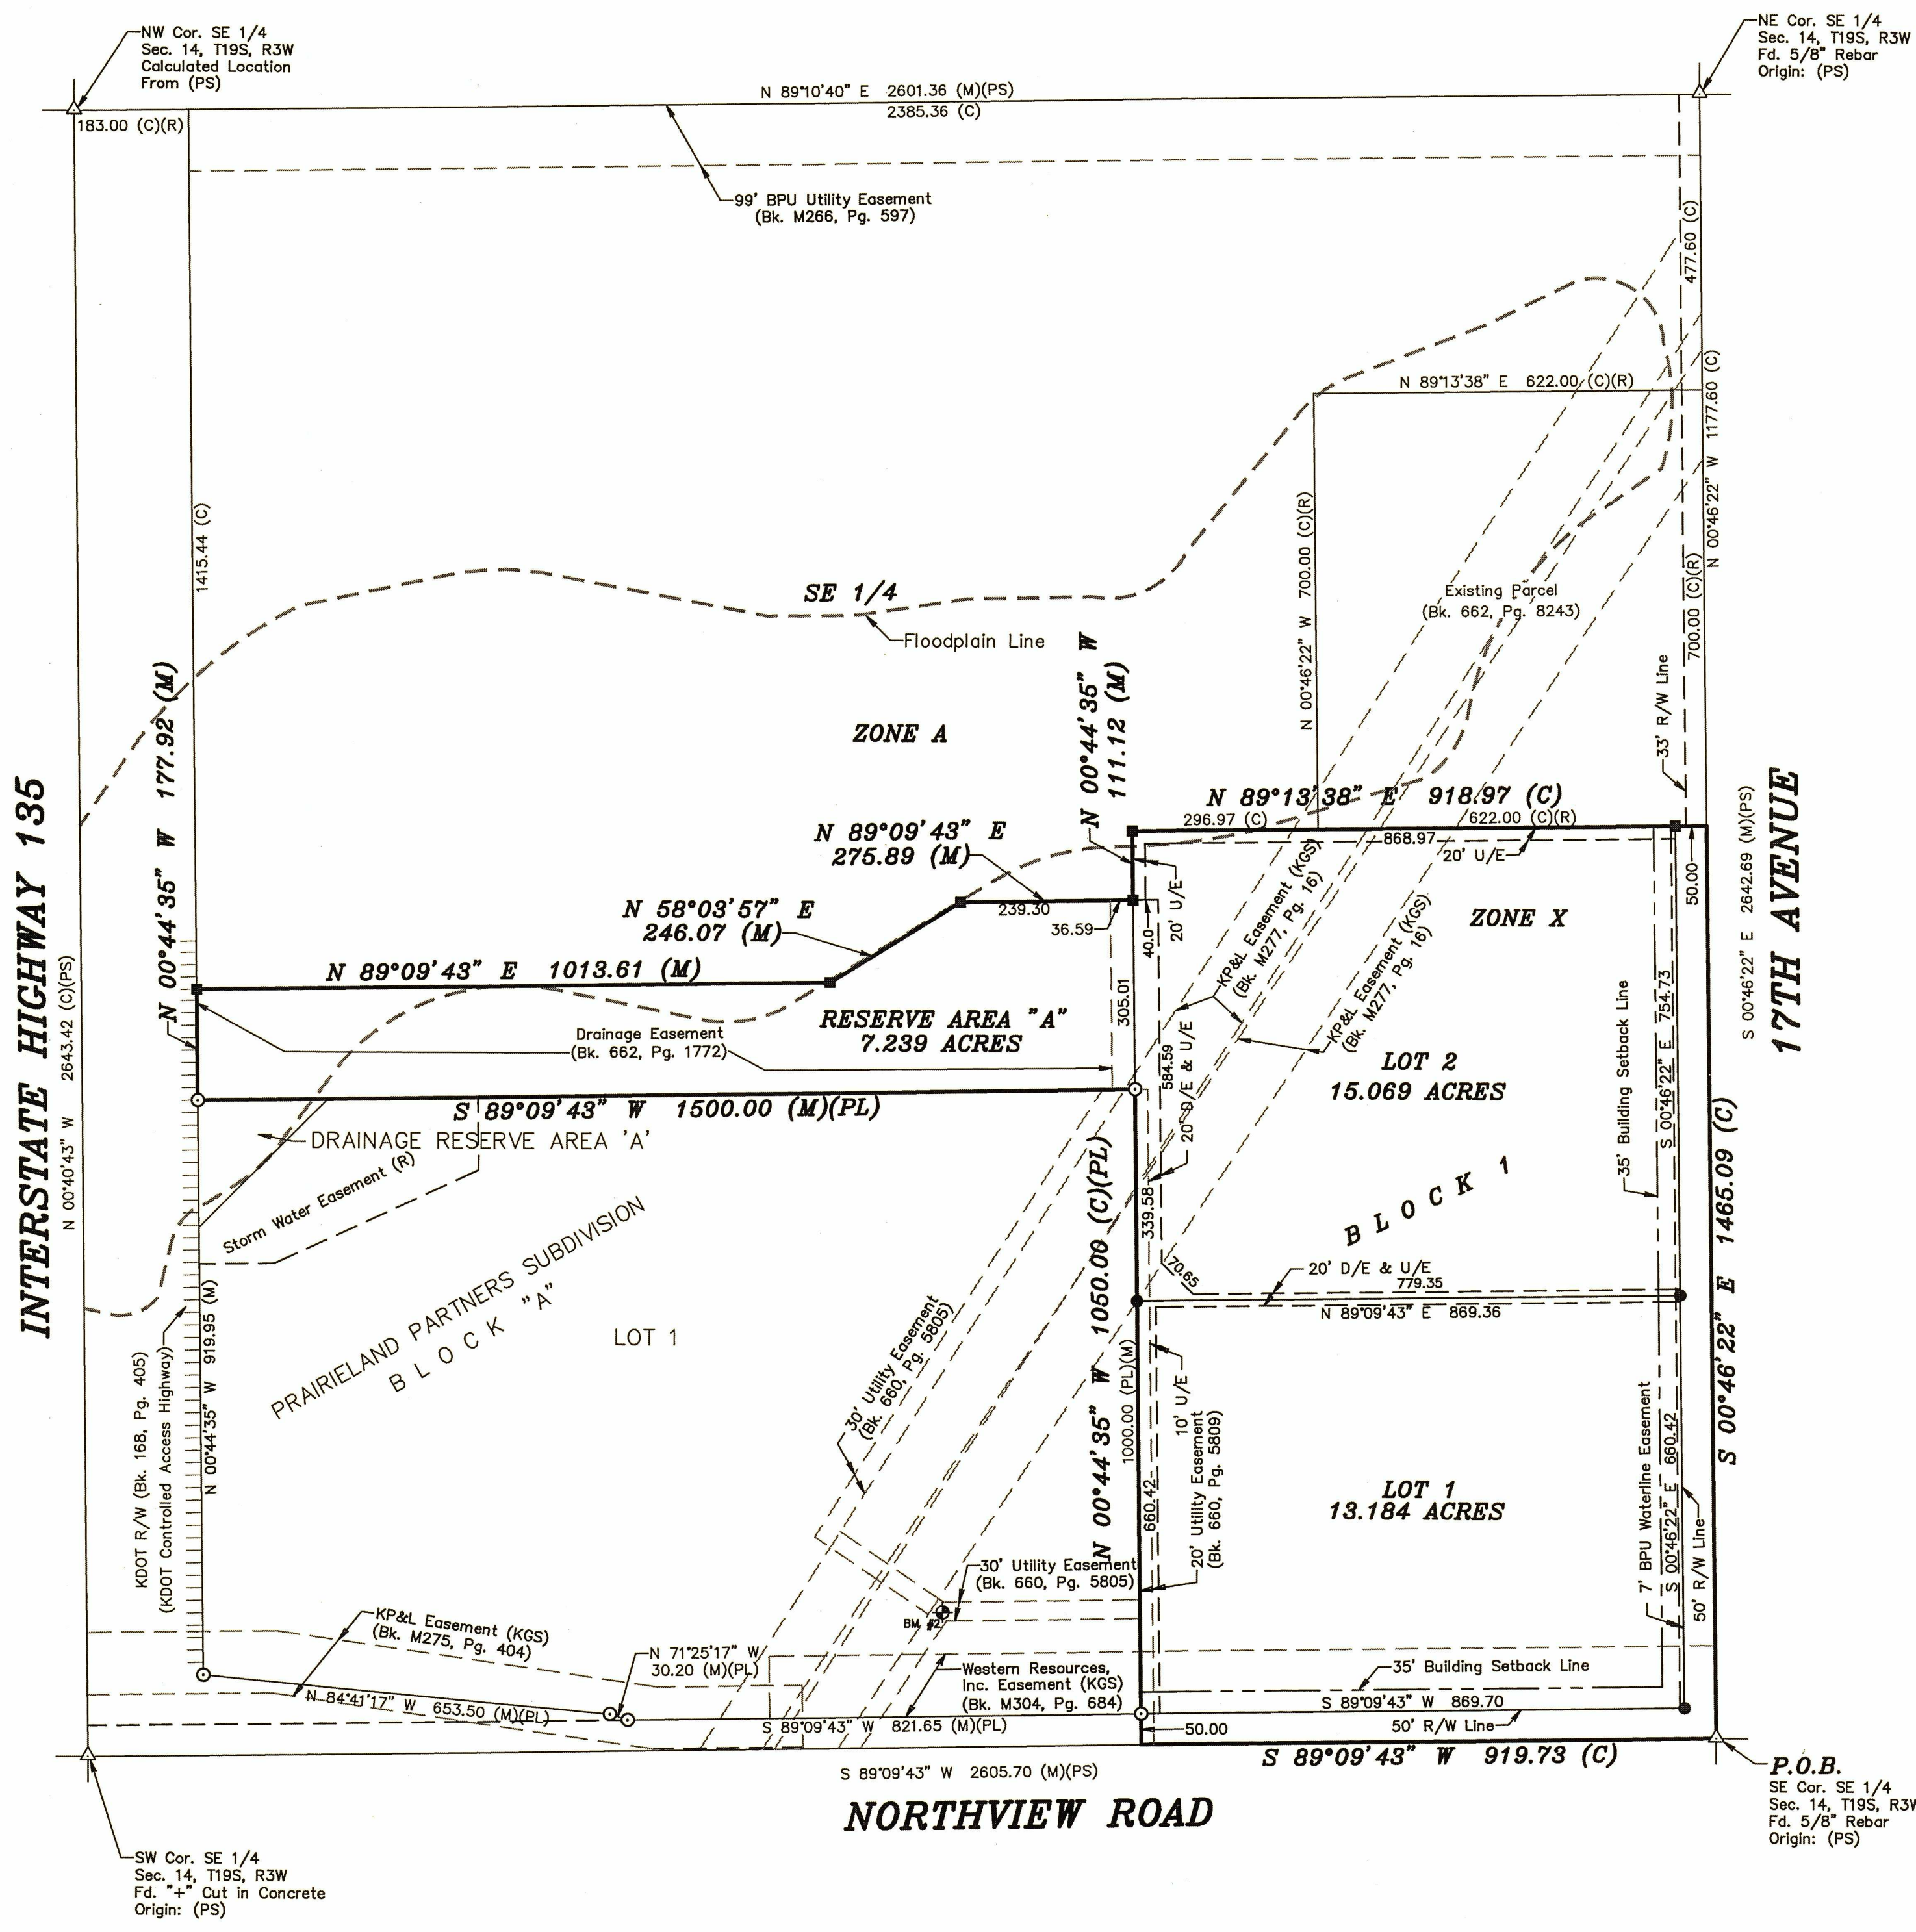 NW Cor. SE 1/4
Sec. 14, T19S, R3W
Calculated Location
From (PS)
NE Cor. SE 1/4
Sec. 14, T19S, R3W
Fd. 5/8" Rebar
Origin: (PS)
N 89°10'40" E 2601.36 (M)(PS)
2385.36 (C)
183.00 (C)(R)
99' BPU Utility Easement
(Bk. M266, Pg. 597)
477.60 (C)
N 89°13'38" E 622.00 (C)(R)
N 00°46'22" W 1177.60 (C)
1415.44 (C)
N 00°46'22" W 700.00 (C)(R)
700.00 (C)(R)
Existing Parcel
(Bk. 662, Pg. 8243)
SE 1/4
Floodplain Line
33' R/W Line
ZONE A
N 00°44'35" W 177.92 (M)
N 00°44'35" W
111.12 (M)
N 89°13'38" E 918.97 (C)
296.97 (C)
622.00 (C)(R)
868.97
20' U/E
50.00
N 89°09'43" E
275.89 (M)
N 58°03'57" E
246.07 (M)
239.30
36.59
40.0
20' U/E
N 89°09'43" E 1013.61 (M)
KP&L Easement (KGS)
(Bk. M277, Pg. 16)
KP&L Easement (KGS)
(Bk. M277, Pg. 16)
ZONE X
RESERVE AREA "A"
7.239 ACRES
Drainage Easement
(Bk. 662, Pg. 1772)
305.01
584.59
20' D/E & U/E
LOT 2
15.069 ACRES
35' Building Setback Line
S 00°46'22" E 754.73
S 00°46'22" E 2642.69 (M)(PS)
17TH AVENUE
INTERSTATE HIGHWAY 135
N 00°40'43" W 2643.42 (C)(PS)
S 89°09'43" W 1500.00 (M)(PL)
DRAINAGE RESERVE AREA 'A'
Storm Water Easement (R)
PRAIRIELAND PARTNERS SUBDIVISION
BLOCK "A"
LOT 1
N 00°44'35" W 1050.00 (C)(PL)
339.58
BLOCK 1
70.65
20' D/E & U/E
779.35
N 89°09'43" E 869.36
S 00°46'22" E 1465.09 (C)
KDOT R/W (Bk. 168, Pg. 405)
(KDOT Controlled Access Highway)
N 00°44'35" W 919.95 (M)
30' Utility Easement
(Bk. 660, Pg. 5805)
1000.00 (PL)(M)
10' U/E
20' Utility Easement
(Bk. 660, Pg. 5809)
660.42
LOT 1
13.184 ACRES
7' BPU Waterline Easement
S 00°46'22" E 660.42
50' R/W Line
30' Utility Easement
(Bk. 660, Pg. 5805)
BM #2
KP&L Easement (KGS)
(Bk. M275, Pg. 404)
N 71°25'17" W
30.20 (M)(PL)
N 84°41'17" W 653.50 (M)(PL)
Western Resources,
Inc. Easement (KGS)
(Bk. M304, Pg. 684)
35' Building Setback Line
S 89°09'43" W 869.70
S 89°09'43" W 821.65 (M)(PL)
50.00
50' R/W Line
S 89°09'43" W 919.73 (C)
S 89°09'43" W 2605.70 (M)(PS)
NORTHVIEW ROAD
P.O.B.
SE Cor. SE 1/4
Sec. 14, T19S, R3W
Fd. 5/8" Rebar
Origin: (PS)
SW Cor. SE 1/4
Sec. 14, T19S, R3W
Fd. "+" Cut in Concrete
Origin: (PS)